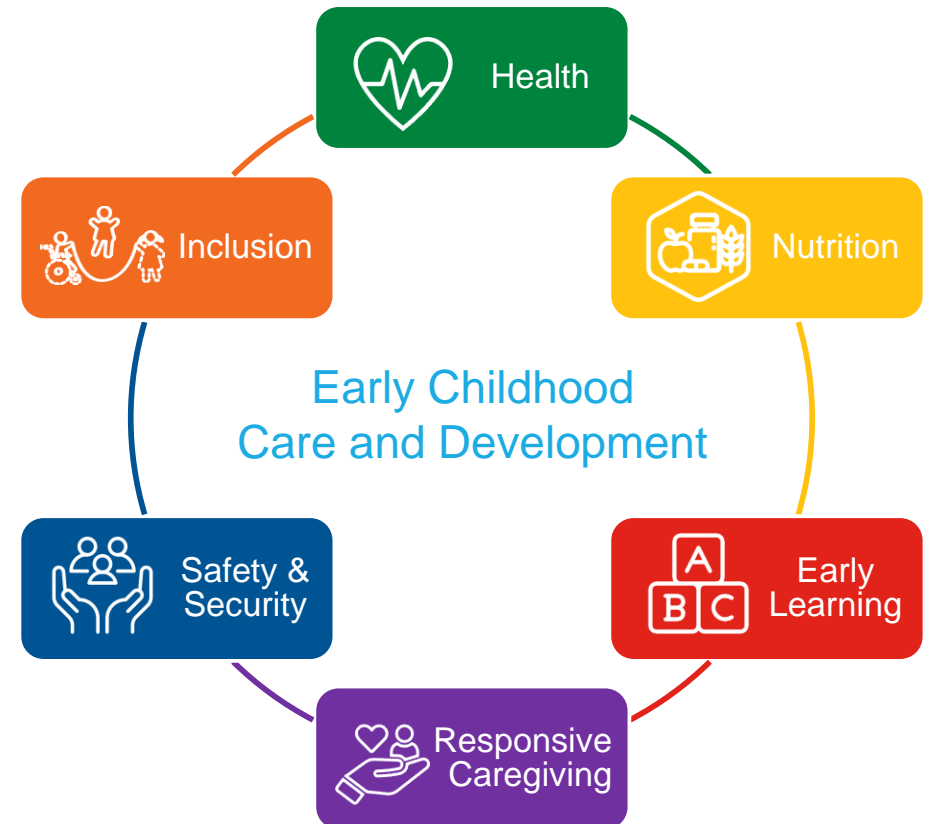 Health
Inclusion
Nutrition
Early Childhood
Care and Development
Safety &
Security
A
B C
Early
Learning
Responsive
Caregiving